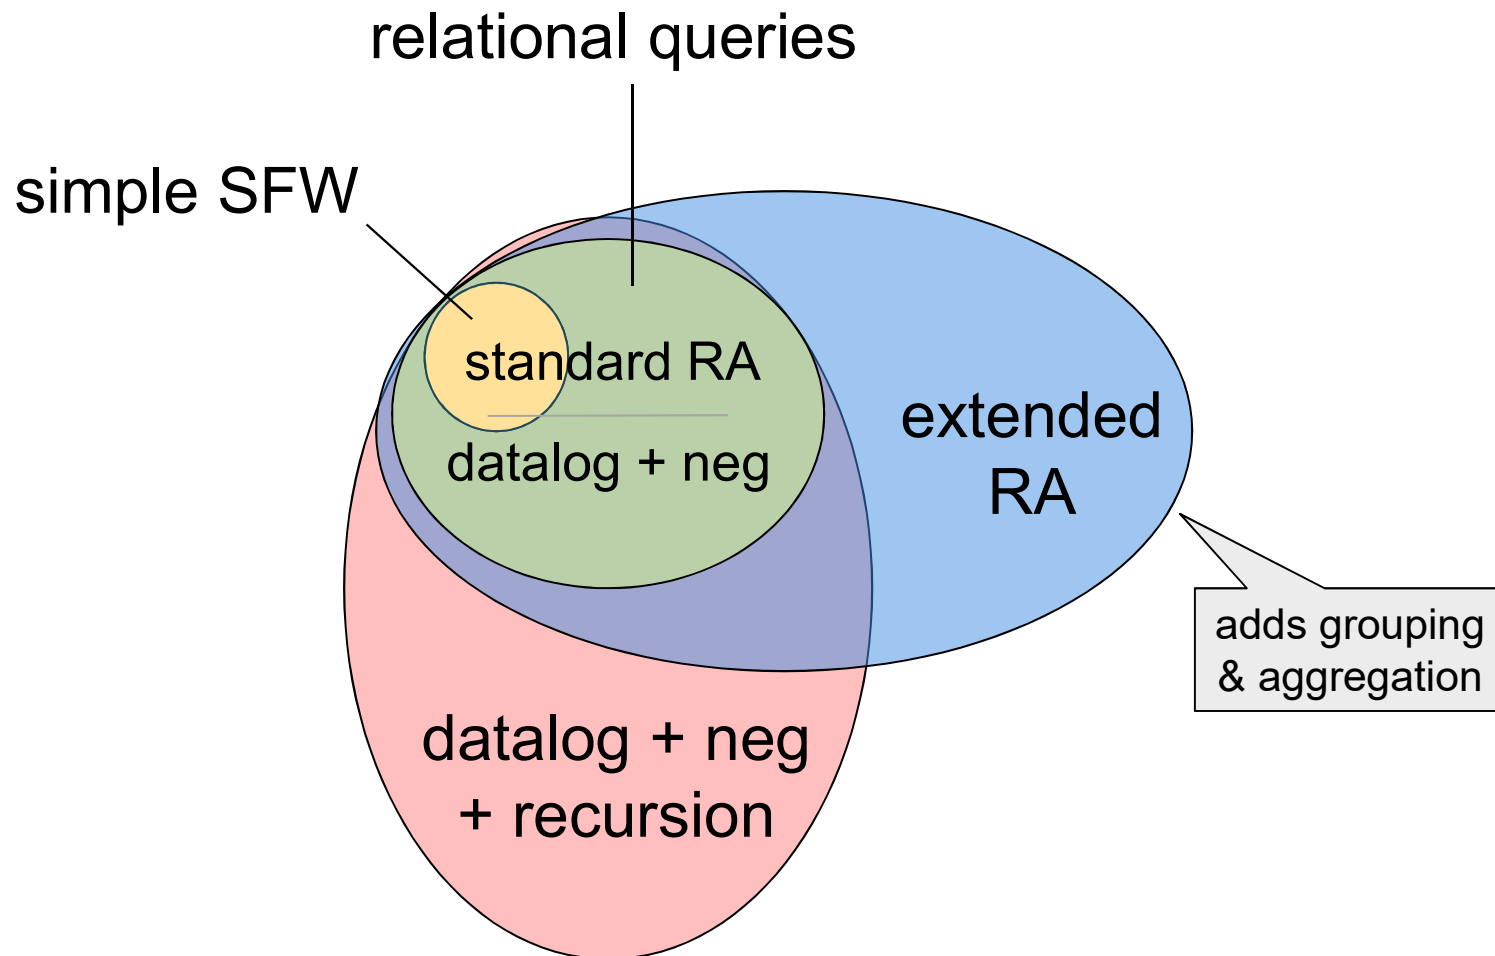 relational queries
simple SFW
standard RA
datalog + neg
extended
RA
adds grouping
& aggregation
datalog + neg
+ recursion